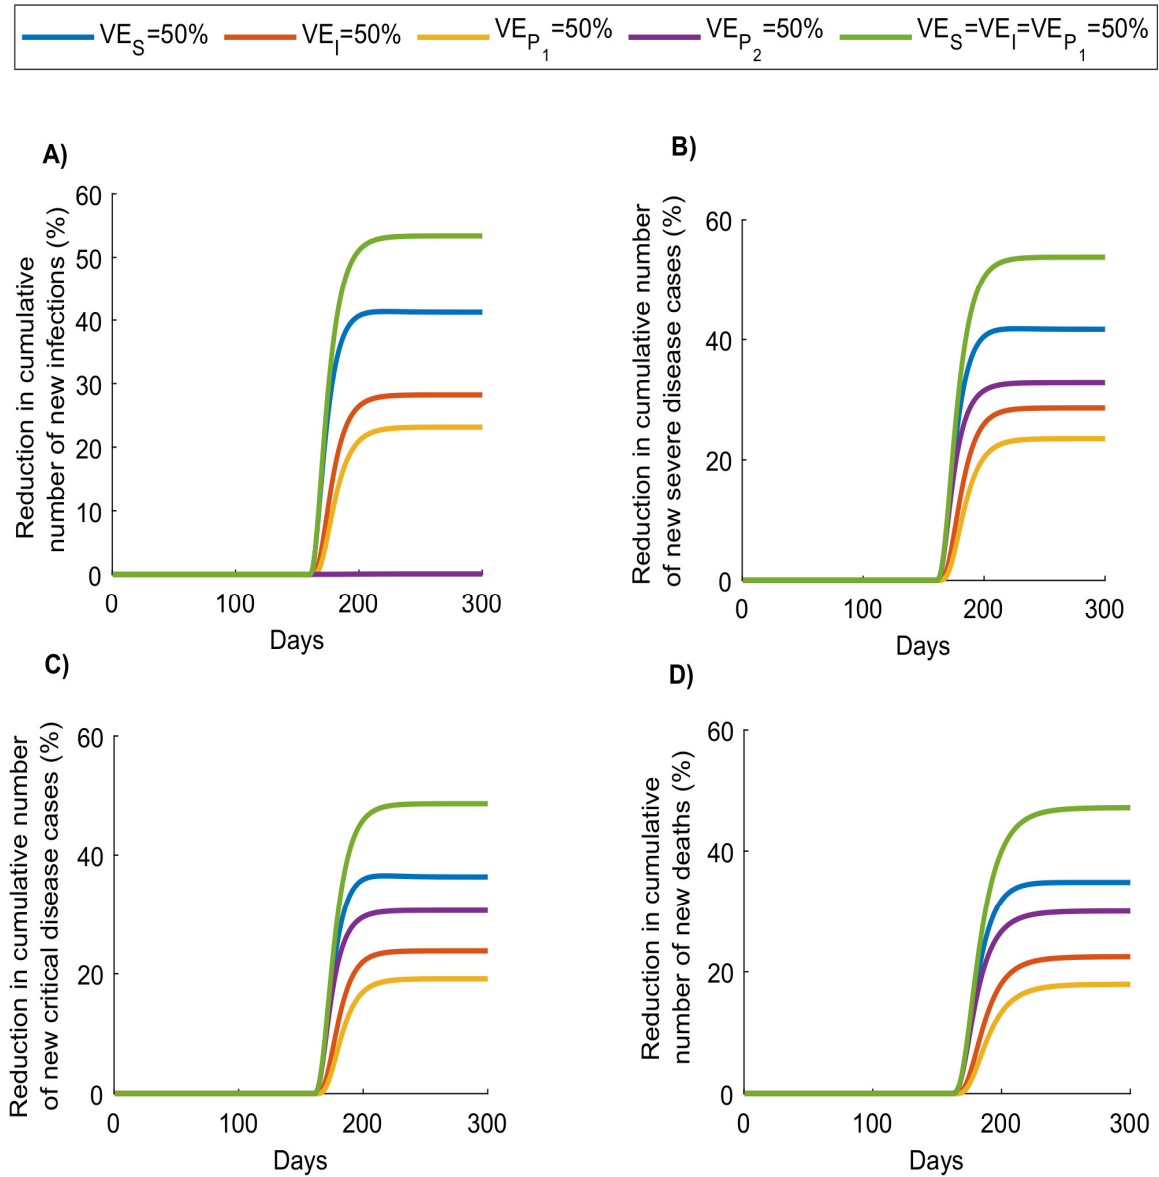 VES=50% VEI=50% VEP1=50% VEP2=50% VES=VEI=VEP1=50%
A)
Reduction in cumulative
number of new infections (%)
60
50
40
30
20
10
0
0 100 200 300
Days
B)
Reduction in cumulative number
of new severe disease cases (%)
60
40
20
0
0 100 200 300
Days
C)
Reduction in cumulative number
of new critical disease cases (%)
60
40
20
0
0 100 200 300
Days
D)
Reduction in cumulative
number of new deaths (%)
60
40
20
0
0 100 200 300
Days